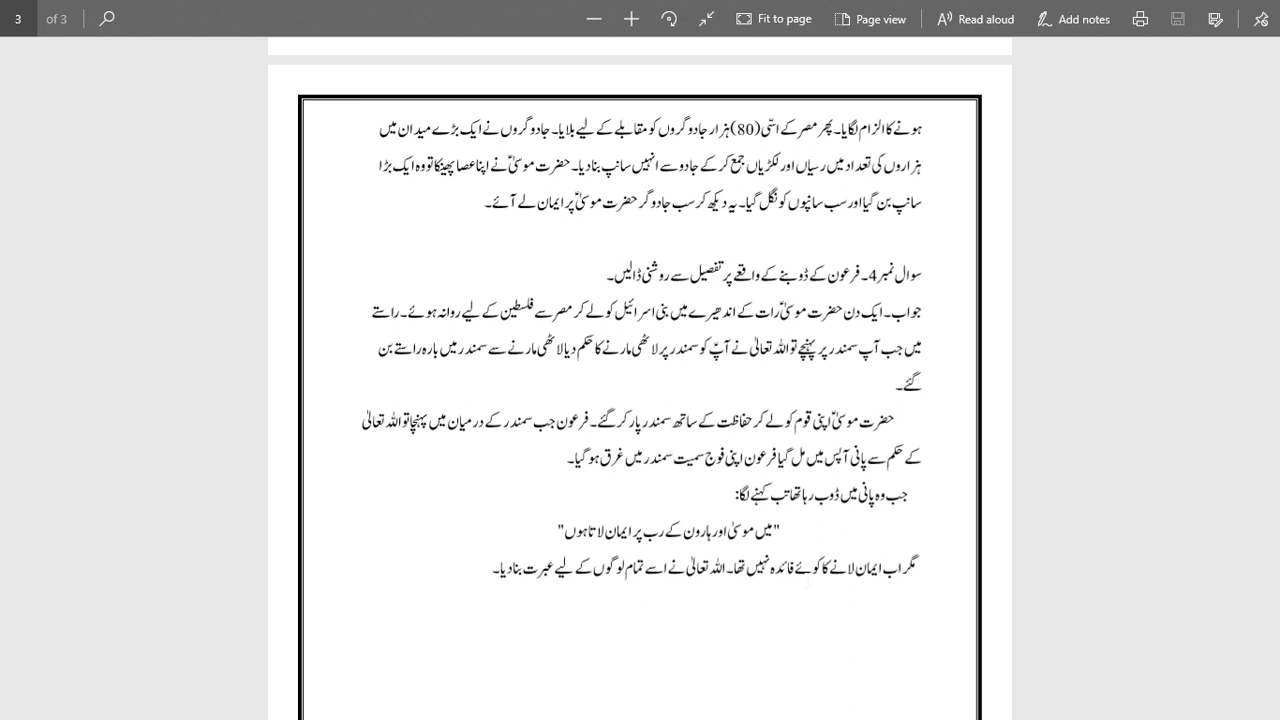 3 of 3 Fit to page Page view Read aloud Add notes
ہونے کا الزام لگایا۔ پھر مصر کے اسّی (80) ہزار جادو گروں کو مقابلے کے لیے بلایا۔ جادوگروں نے ایک بڑے میدان میں
ہزاروں کی تعداد میں رسیاں اور لکڑیاں جمع کر کے جادو سے انہیں سانپ بنا دیا۔ حضرت موسیٰؑ نے اپنا عصا پھینکا تو وہ ایک بڑا
سانپ بن گیا اور سب سانپوں کو نگل گیا۔ یہ دیکھ کر سب جادو گر حضرت موسیٰؑ پر ایمان لے آئے۔
سوال نمبر 4۔ فرعون کے ڈوبنے کے واقعے پر تفصیل سے روشنی ڈالیں۔
جواب۔ ایک دن حضرت موسیٰؑ رات کے اندھیرے میں بنی اسرائیل کو لے کر مصر سے فلسطین کے لیے روانہ ہوئے۔ راستے
میں جب آپ سمندر پر پہنچے تو اللہ تعالیٰ نے آپؑ کو سمندر پر لاٹھی مارنے کا حکم دیا لاٹھی مارنے سے سمندر میں بارہ راستے بن
گئے۔
حضرت موسیٰؑ اپنی قوم کو لے کر حفاظت کے ساتھ سمندر پار کر گئے۔ فرعون جب سمندر کے درمیان میں پہنچا تو اللہ تعالیٰ
کے حکم سے پانی آپس میں مل گیا فرعون اپنی فوج سمیت سمندر میں غرق ہو گیا۔
جب وہ پانی میں ڈوب رہا تھا تب کہنے لگا:
"میں موسیٰ اور ہارون کے رب پر ایمان لاتا ہوں"
مگر اب ایمان لانے کا کوئے فائدہ نہیں تھا۔ اللہ تعالیٰ نے اسے تمام لوگوں کے لیے عبرت بنا دیا۔